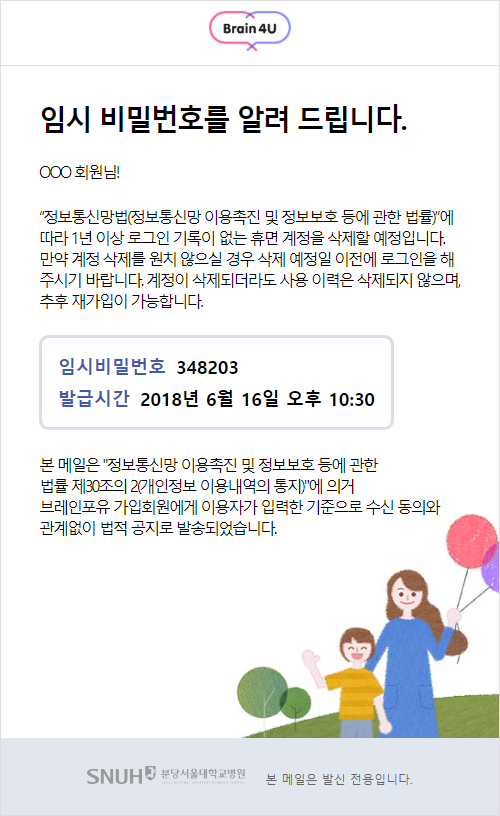 Brain 4U
임시 비밀번호를 알려 드립니다.
OOO 회원님!
"정보통신망법(정보통신망 이용촉진 및 정보보호 등에 관한 법률)"에
따라 1년 이상 로그인 기록이 없는 휴면 계정을 삭제할 예정입니다.
만약 계정 삭제를 원치 않으실 경우 삭제 예정일 이전에 로그인을 해
주시기 바랍니다. 계정이 삭제되더라도 사용 이력은 삭제되지 않으며,
추후 재가입이 가능합니다.
임시비밀번호 348203
발급시간 2018년 6월 16일 오후 10:30
본 메일은 "정보통신망 이용촉진 및 정보보호 등에 관한
법률 제30조의 2(개인정보 이용내역의 통지)"에 의거
브레인포유 가입회원에게 이용자가 입력한 기준으로 수신 동의와
관계없이 법적 공지로 발송되었습니다.
SNUH 분당서울대학교병원
본 메일은 발신 전용입니다.